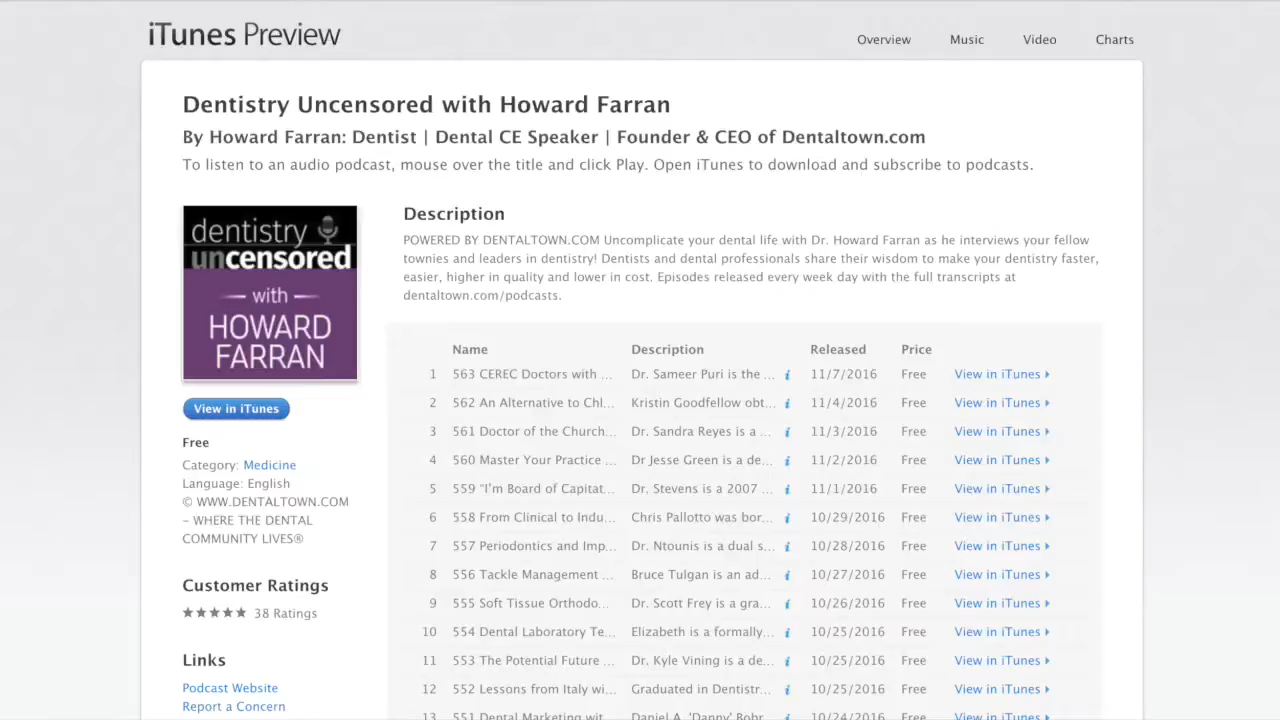 iTunes Preview
Overview Music Video Charts
Dentistry Uncensored with Howard Farran
By Howard Farran: Dentist | Dental CE Speaker | Founder & CEO of Dentaltown.com
To listen to an audio podcast, mouse over the title and click Play. Open iTunes to download and subscribe to podcasts.
dentistry
uncensored
with
HOWARD
FARRAN
View in iTunes
Free
Category: Medicine
Language: English
© WWW.DENTALTOWN.COM
– WHERE THE DENTAL
COMMUNITY LIVES®
Customer Ratings
★★★★★ 38 Ratings
Links
Podcast Website
Report a Concern
Description
POWERED BY DENTALTOWN.COM Uncomplicate your dental life with Dr. Howard Farran as he interviews your fellow
townies and leaders in dentistry! Dentists and dental professionals share their wisdom to make your dentistry faster,
easier, higher in quality and lower in cost. Episodes released every week day with the full transcripts at
dentaltown.com/podcasts.
Name Description Released Price
1 563 CEREC Doctors with ... Dr. Sameer Puri is the ... i 11/7/2016 Free View in iTunes
2 562 An Alternative to Chl... Kristin Goodfellow obt... i 11/4/2016 Free View in iTunes
3 561 Doctor of the Church... Dr. Sandra Reyes is a ... i 11/3/2016 Free View in iTunes
4 560 Master Your Practice ... Dr Jesse Green is a de... i 11/2/2016 Free View in iTunes
5 559 “I’m Board of Capitat... Dr. Stevens is a 2007 ... i 11/1/2016 Free View in iTunes
6 558 From Clinical to Indu... Chris Pallotto was bor... i 10/29/2016 Free View in iTunes
7 557 Periodontics and Imp... Dr. Ntounis is a dual s... i 10/28/2016 Free View in iTunes
8 556 Tackle Management ... Bruce Tulgan is an ad... i 10/27/2016 Free View in iTunes
9 555 Soft Tissue Orthodo... Dr. Scott Frey is a gra... i 10/26/2016 Free View in iTunes
10 554 Dental Laboratory Te... Elizabeth is a formally... i 10/25/2016 Free View in iTunes
11 553 The Potential Future ... Dr. Kyle Vining is a de... i 10/25/2016 Free View in iTunes
12 552 Lessons from Italy wi... Graduated in Dentistr... i 10/25/2016 Free View in iTunes
13 551 Dental Marketing wit... Daniel A. 'Danny' Bobr... i 10/24/2016 Free View in iTunes